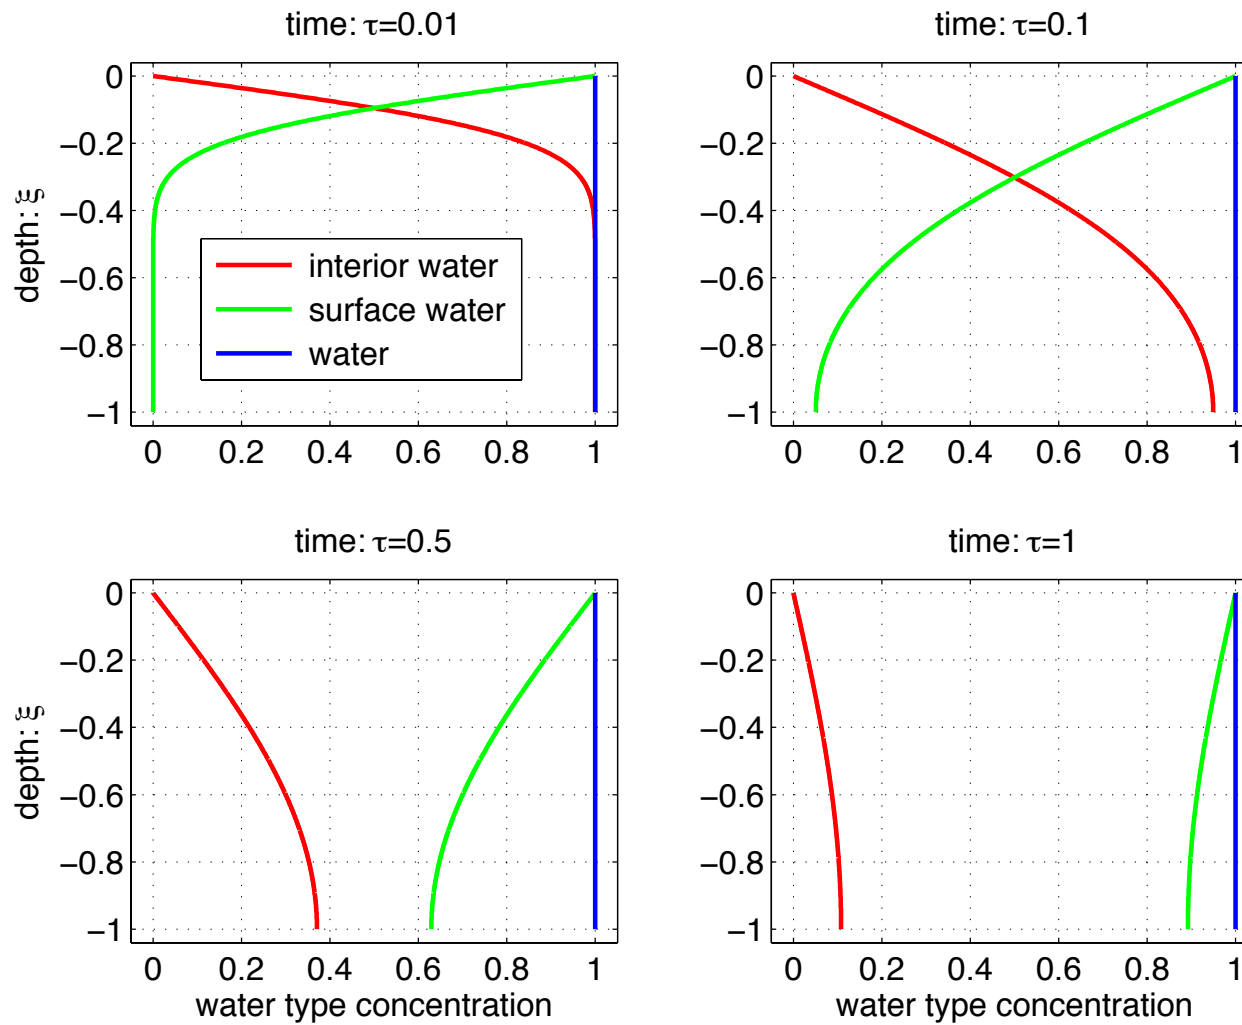 time: τ=0.01
0
−0.2
−0.4
−0.6
−0.8
−1
depth: ξ
interior water
surface water
water
0 0.2 0.4 0.6 0.8 1
time: τ=0.1
0
−0.2
−0.4
−0.6
−0.8
−1
0 0.2 0.4 0.6 0.8 1
time: τ=0.5
0
−0.2
−0.4
−0.6
−0.8
−1
depth: ξ
0 0.2 0.4 0.6 0.8 1
water type concentration
time: τ=1
0
−0.2
−0.4
−0.6
−0.8
−1
0 0.2 0.4 0.6 0.8 1
water type concentration